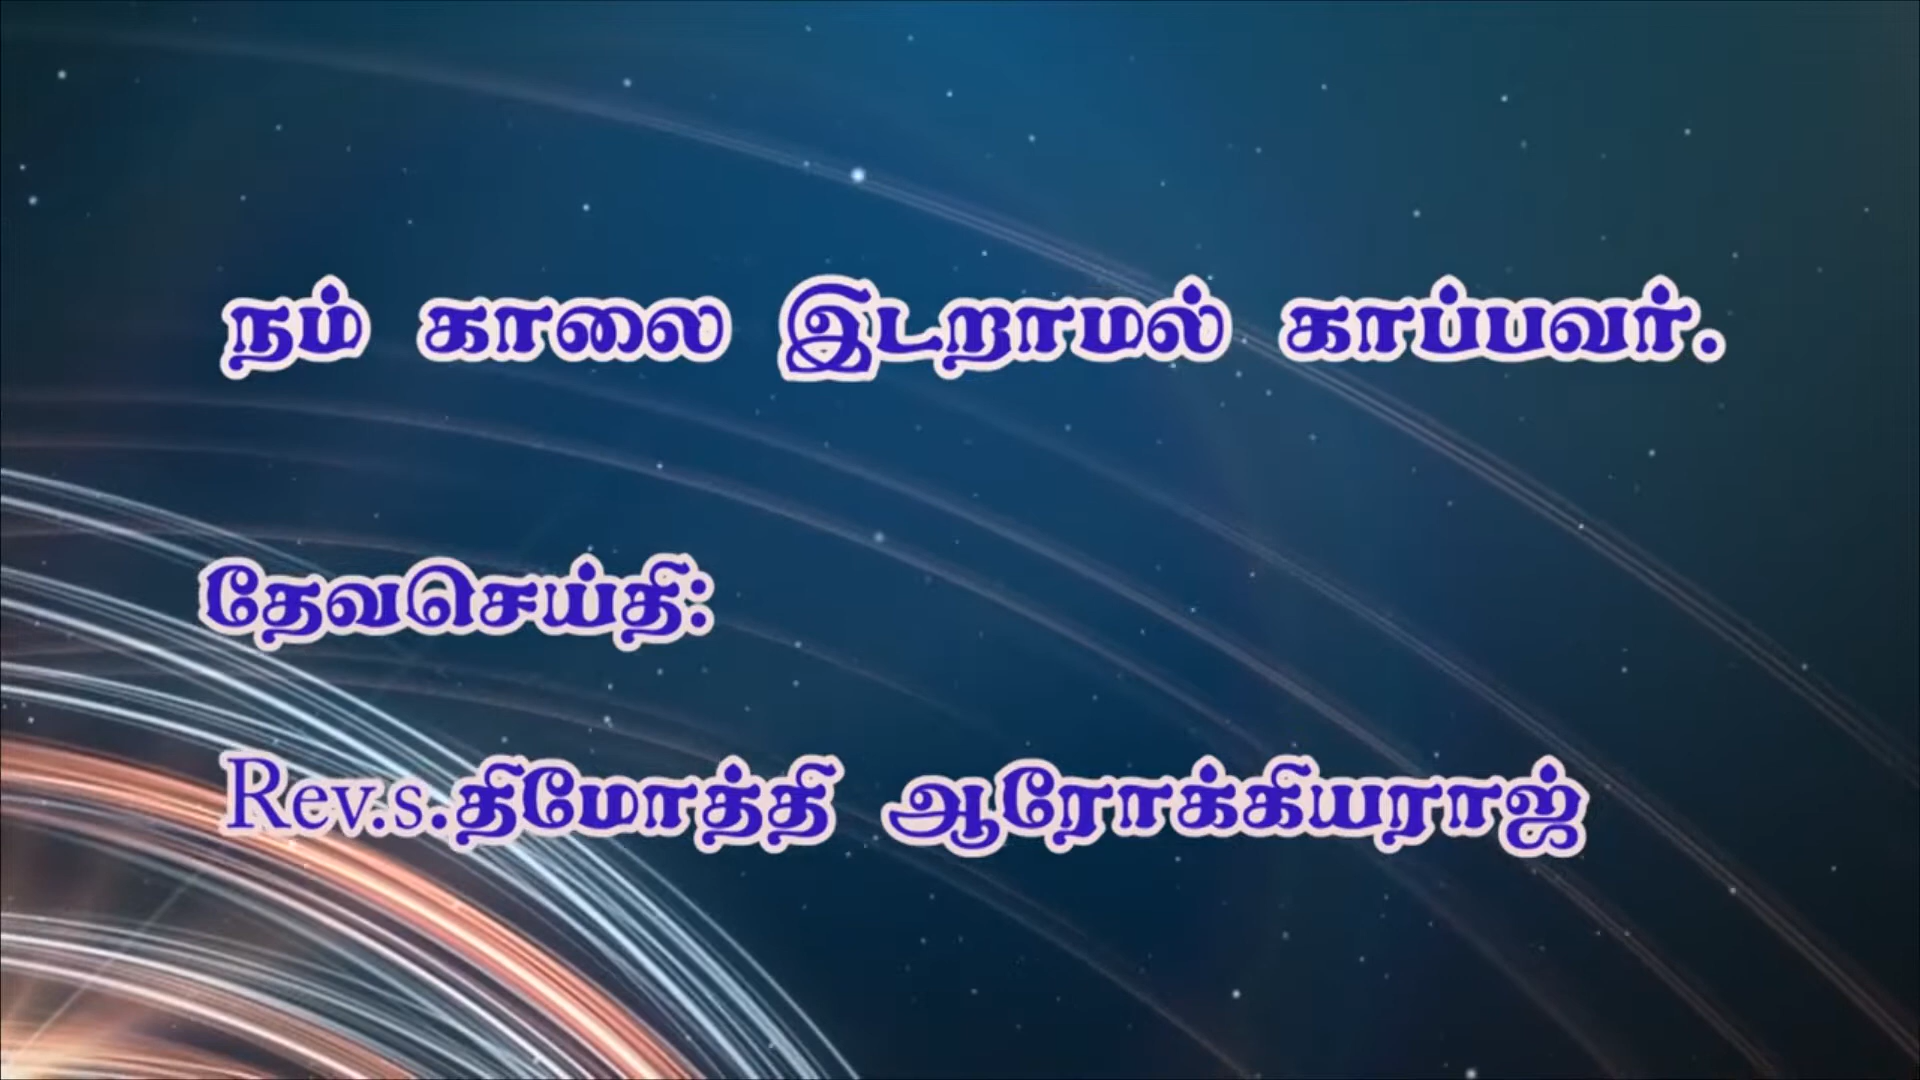 நம் காலை இடறாமல் காப்பவர்.
தேவசெய்தி:
Rev.s.திமோத்தி ஆரோக்கியராஜ்